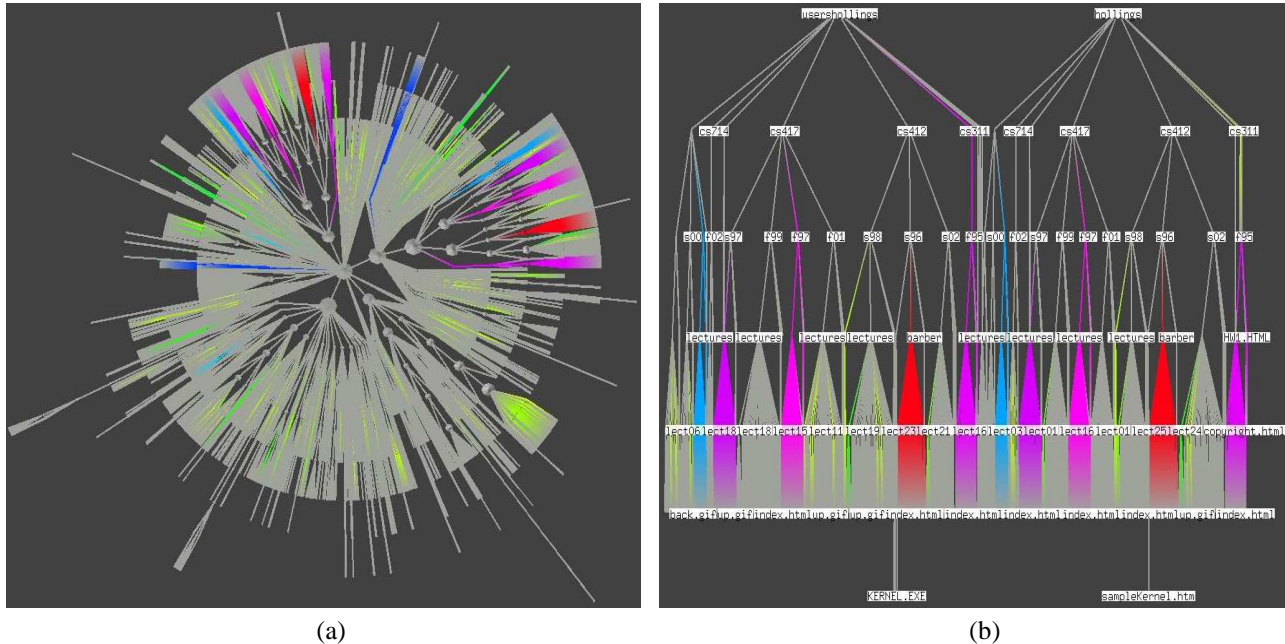 usershollings hollings
cs714 cs417 cs412 cs311 cs714 cs417 cs412 cs311
s00 f02 s97 f99 f97 f01 s98 s96 s02 f95 s00 f02 s97 f99 f97 f01 s98 s96 s02 f95
lectures lectures lectures lectures barber lectures lectures lectures barber HW1.HTML
lect06 lect18 lect18 lect15 lect11 lect19 lect23 lect21 lect16 lect03 lect01 lect16 lect01 lect25 lect24 copyright.html
back.gif up.gif index.html up.gif up.gif index.html index.html index.html index.html index.html up.gif index.html
KERNEL.EXE sampleKernel.htm
(a) (b)